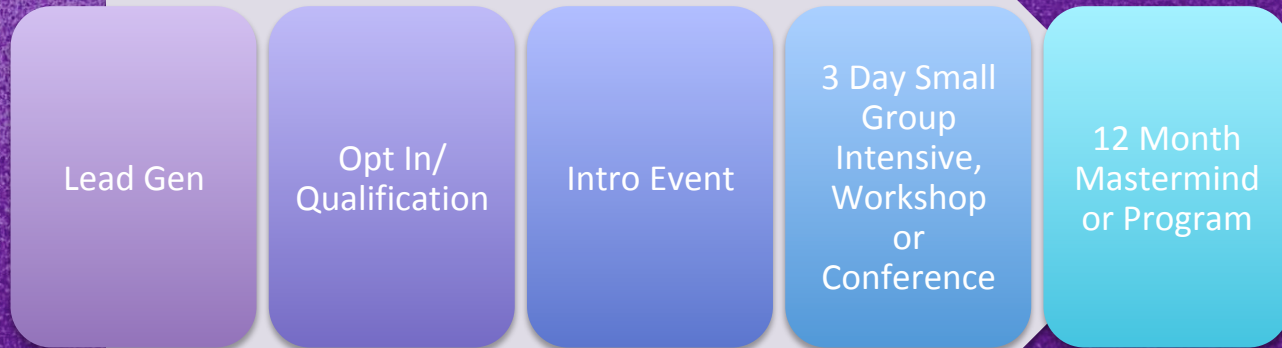 Lead Gen
Opt In/
Qualification
Intro Event
3 Day Small
Group
Intensive,
Workshop
or
Conference
12 Month
Mastermind
or Program